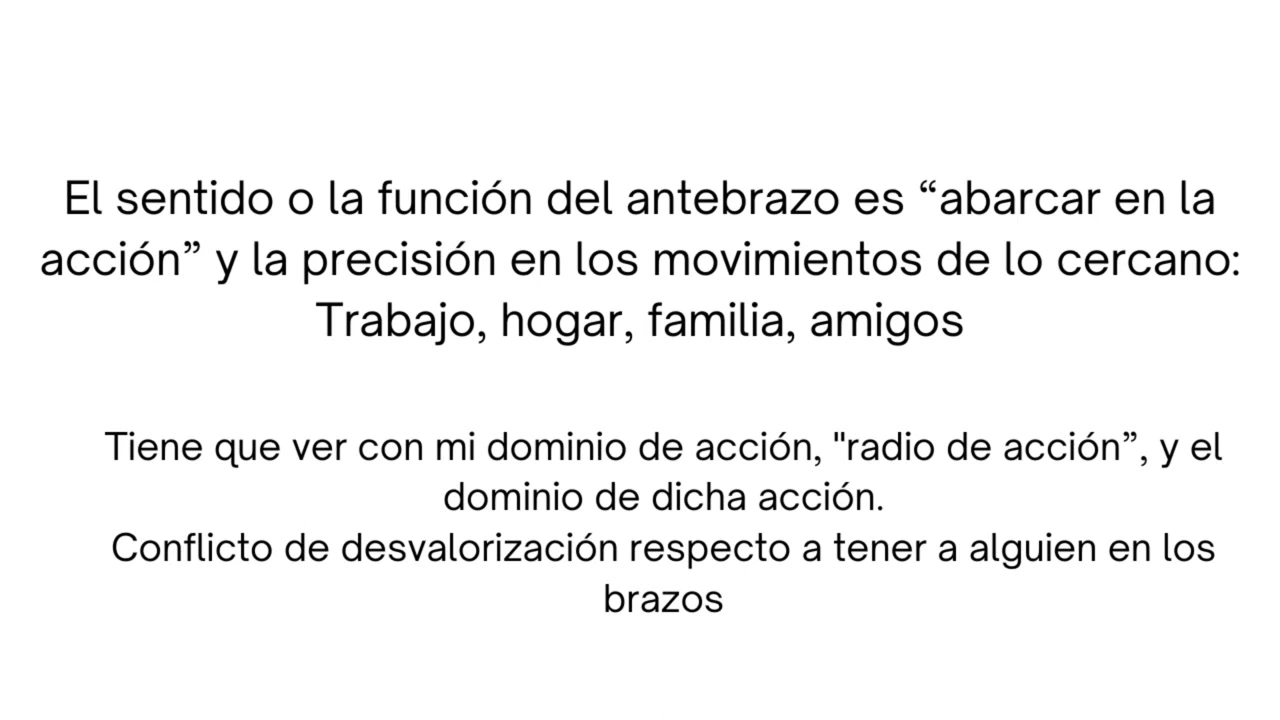 El sentido o la función del antebrazo es “abarcar en la
acción” y la precisión en los movimientos de lo cercano:
Trabajo, hogar, familia, amigos
Tiene que ver con mi dominio de acción, "radio de acción”, y el
dominio de dicha acción.
Conflicto de desvalorización respecto a tener a alguien en los
brazos